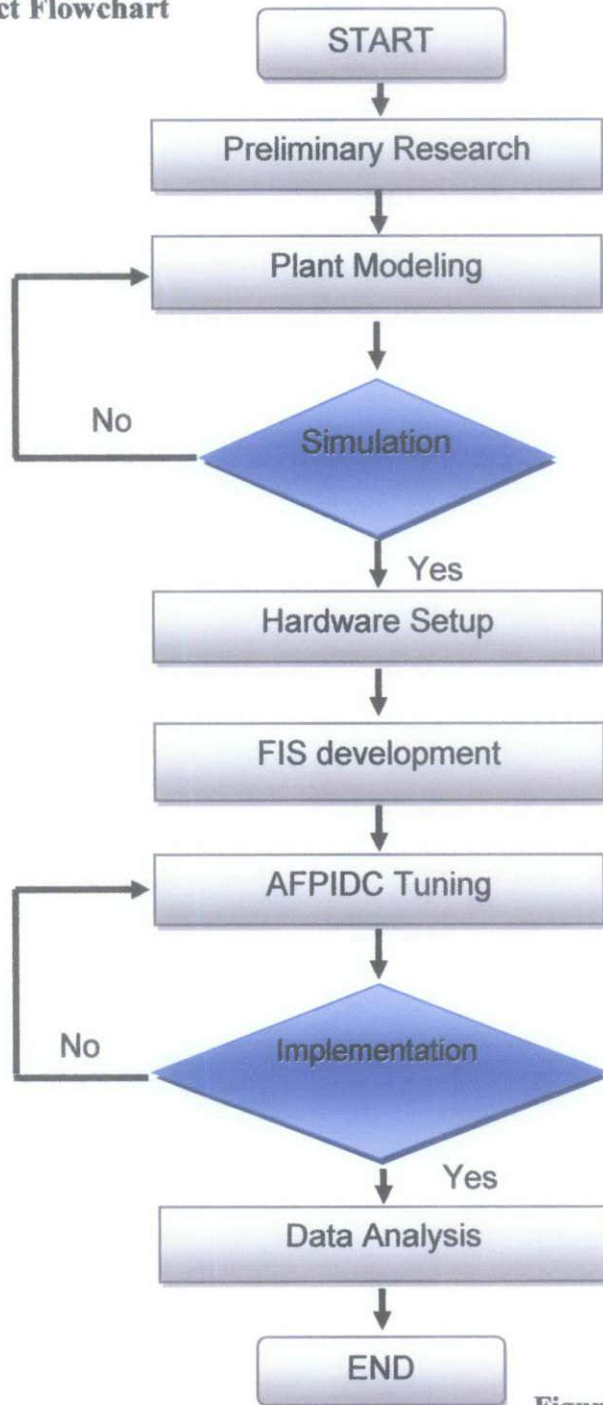 Flowchart
START
Preliminary Research
Plant Modeling
No
Simulation
Yes
Hardware Setup
FIS development
AFPIDC Tuning
No
Implementation
Yes
Data Analysis
END